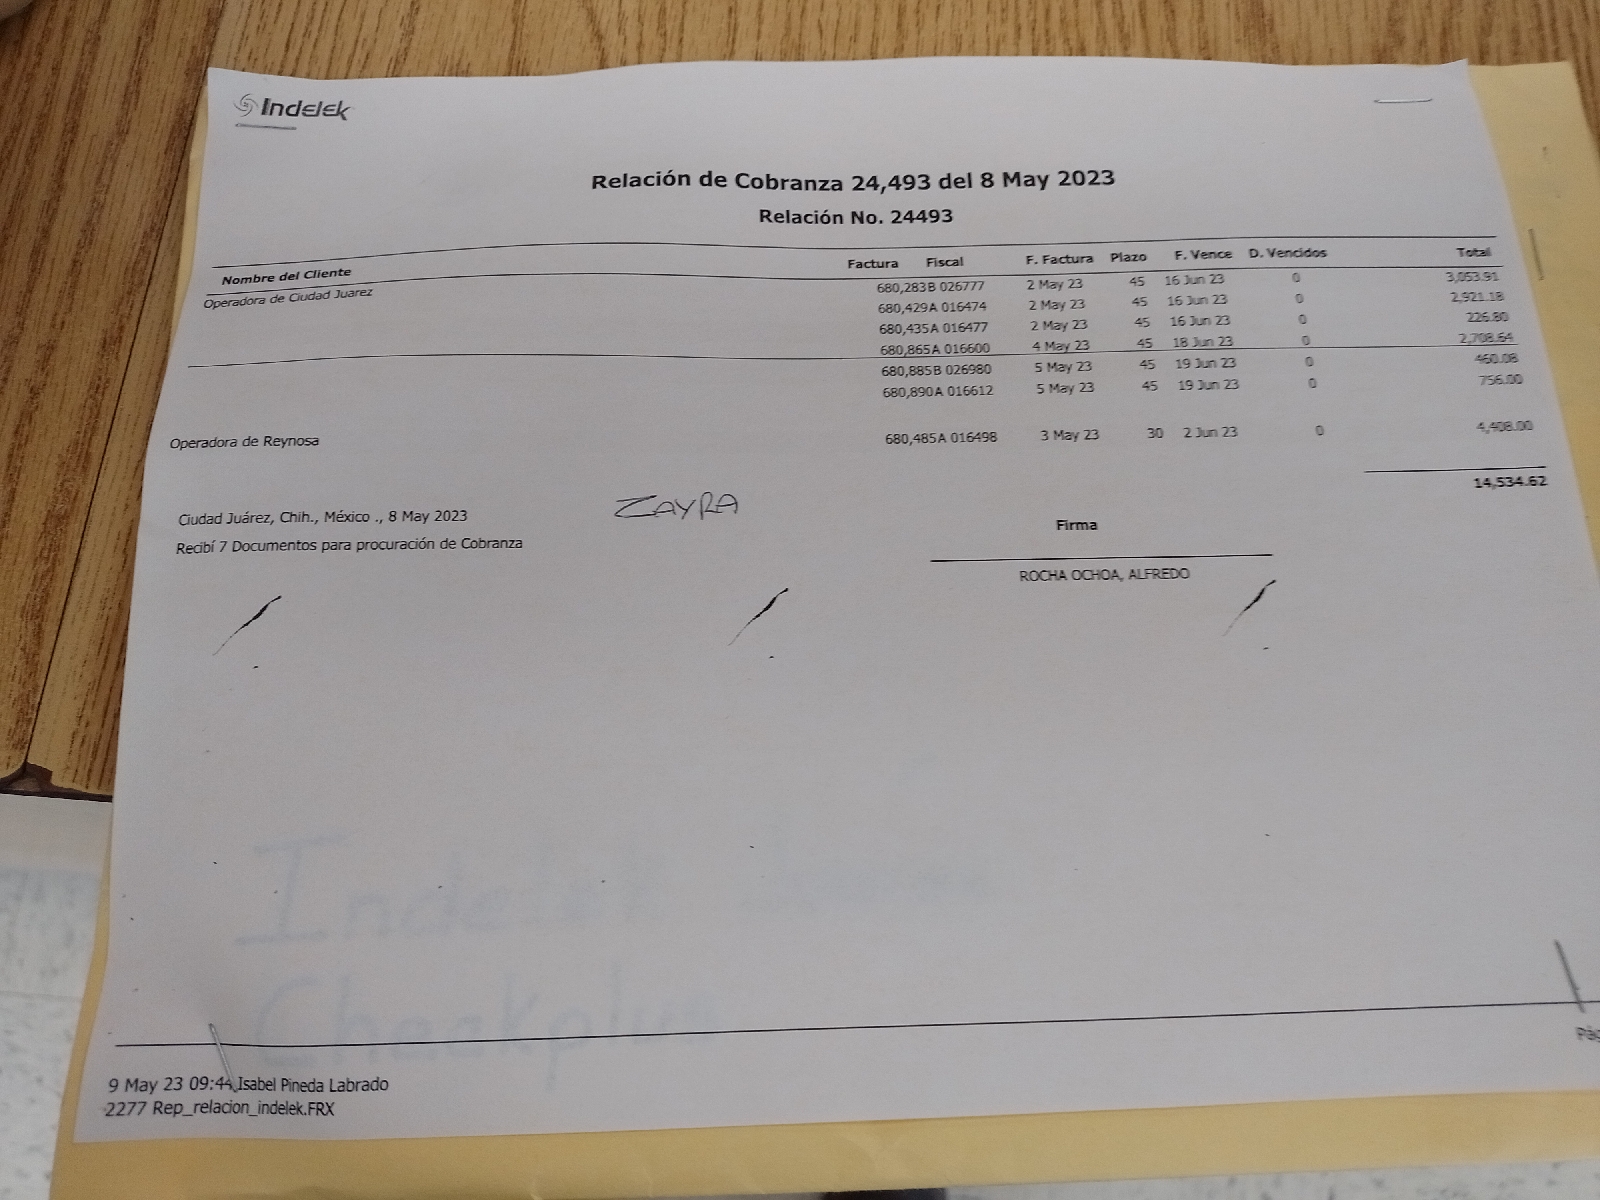 Indelek
Relación de Cobranza 24,493 del 8 May 2023
Relación No. 24493
Nombre del Cliente Factura Fiscal F. Factura Plazo F. Vence D. Vencidos Total
Operadora de Ciudad Juarez 680,283B 026777 2 May 23 45 16 Jun 23 0 3,053.91
680,429A 016474 2 May 23 45 16 Jun 23 0 2,921.18
680,435A 016477 2 May 23 45 16 Jun 23 0 226.80
680,865A 016600 4 May 23 45 18 Jun 23 0 2,708.64
680,885B 026980 5 May 23 45 19 Jun 23 0 460.08
680,890A 016612 5 May 23 45 19 Jun 23 0 756.00
Operadora de Reynosa 680,485A 016498 3 May 23 30 2 Jun 23 0 4,408.00
14,534.62
Ciudad Juárez, Chih., México ., 8 May 2023 ZAYRA Firma
Recibí 7 Documentos para procuración de Cobranza
ROCHA OCHOA, ALFREDO
Indelek
Checkplus
9 May 23 09:44 Isabel Pineda Labrado
2277 Rep_relacion_indelek.FRX